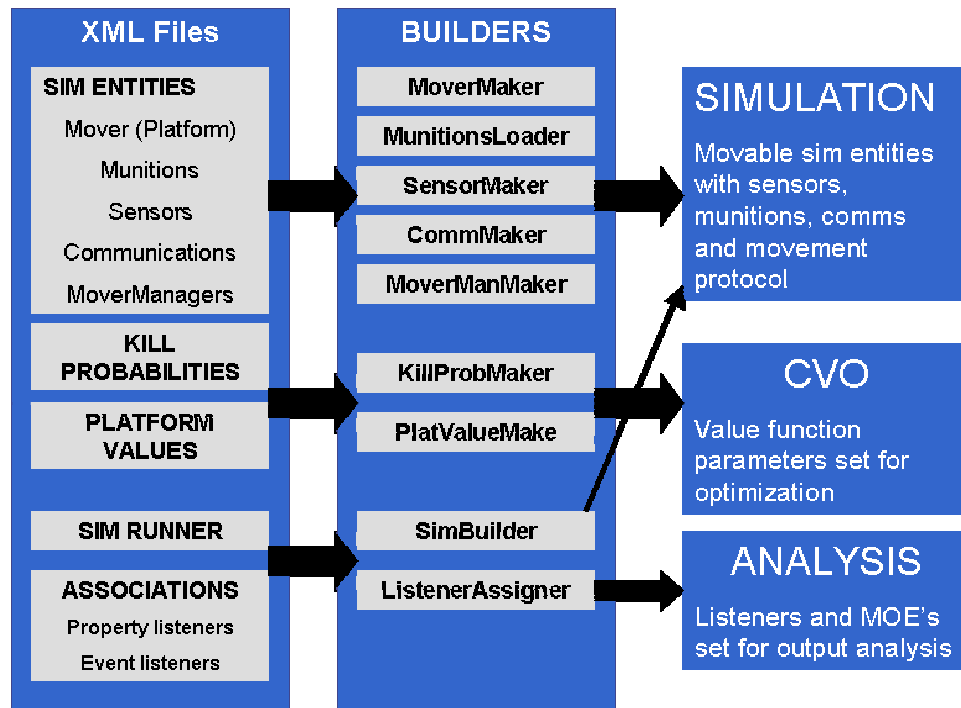 XML Files
SIM ENTITIES
Mover (Platform)
Munitions
Sensors
Communications
MoverManagers
KILL
PROBABILITIES
PLATFORM
VALUES
SIM RUNNER
ASSOCIATIONS
Property listeners
Event listeners
BUILDERS
MoverMaker
MunitionsLoader
SensorMaker
CommMaker
MoverManMaker
KillProbMaker
PlatValueMake
SimBuilder
ListenerAssigner
SIMULATION
Movable sim entities
with sensors,
munitions, comms
and movement
protocol
CVO
Value function
parameters set for
optimization
ANALYSIS
Listeners and MOE's
set for output analysis